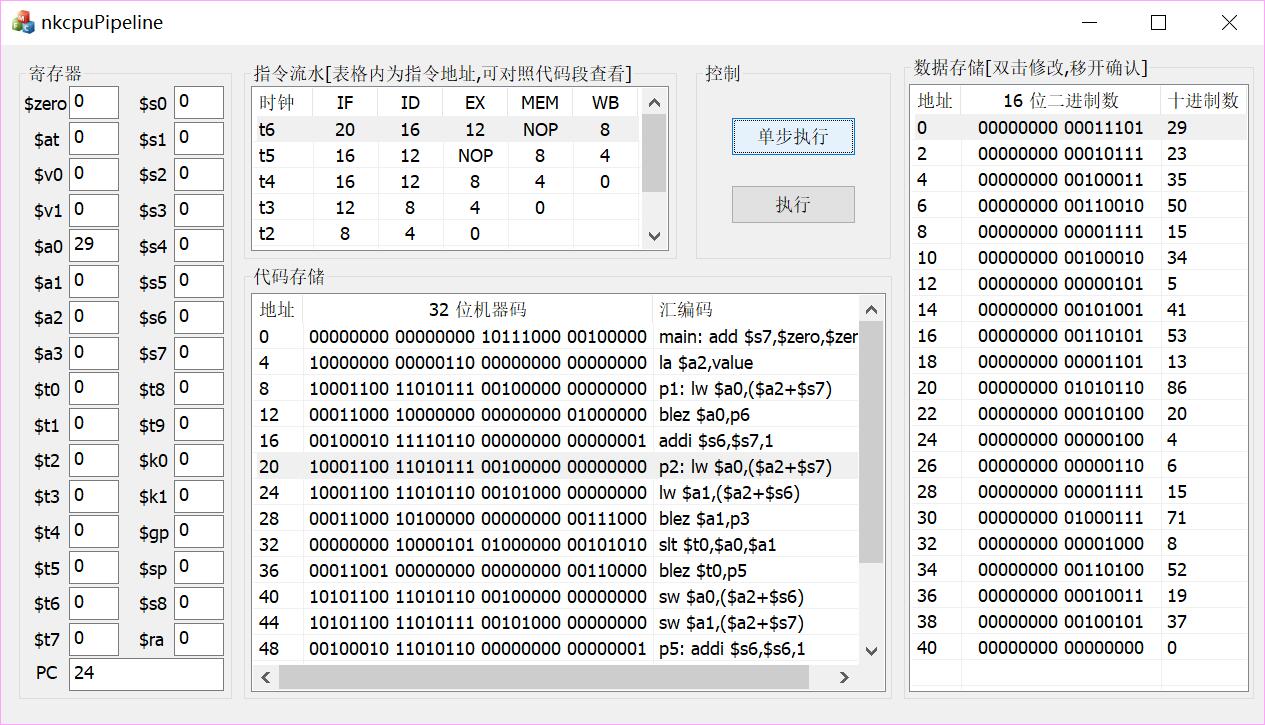 nkcpuPipeline
寄存器
$zero 0 $s0 0
$at 0 $s1 0
$v0 0 $s2 0
$v1 0 $s3 0
$a0 29 $s4 0
$a1 0 $s5 0
$a2 0 $s6 0
$a3 0 $s7 0
$t0 0 $t8 0
$t1 0 $t9 0
$t2 0 $k0 0
$t3 0 $k1 0
$t4 0 $gp 0
$t5 0 $sp 0
$t6 0 $s8 0
$t7 0 $ra 0
PC 24
指令流水[表格内为指令地址,可对照代码段查看]
时钟 IF ID EX MEM WB
t6 20 16 12 NOP 8
t5 16 12 NOP 8 4
t4 16 12 8 4 0
t3 12 8 4 0
t2 8 4 0
控制
单步执行
执行
代码存储
地址 32 位机器码 汇编码
0 00000000 00000000 10111000 00100000 main: add $s7,$zero,$zer
4 10000000 00000110 00000000 00000000 la $a2,value
8 10001100 11010111 00100000 00000000 p1: lw $a0,($a2+$s7)
12 00011000 10000000 00000000 01000000 blez $a0,p6
16 00100010 11110110 00000000 00000001 addi $s6,$s7,1
20 10001100 11010111 00100000 00000000 p2: lw $a0,($a2+$s7)
24 10001100 11010110 00101000 00000000 lw $a1,($a2+$s6)
28 00011000 10100000 00000000 00111000 blez $a1,p3
32 00000000 10000101 01000000 00101010 slt $t0,$a0,$a1
36 00011001 00000000 00000000 00110000 blez $t0,p5
40 10101100 11010110 00100000 00000000 sw $a0,($a2+$s6)
44 10101100 11010111 00101000 00000000 sw $a1,($a2+$s7)
48 00100010 11010110 00000000 00000001 p5: addi $s6,$s6,1
数据存储[双击修改,移开确认]
地址 16 位二进制数 十进制数
0 00000000 00011101 29
2 00000000 00010111 23
4 00000000 00100011 35
6 00000000 00110010 50
8 00000000 00001111 15
10 00000000 00100010 34
12 00000000 00000101 5
14 00000000 00101001 41
16 00000000 00110101 53
18 00000000 00001101 13
20 00000000 01010110 86
22 00000000 00010100 20
24 00000000 00000100 4
26 00000000 00000110 6
28 00000000 00001111 15
30 00000000 01000111 71
32 00000000 00001000 8
34 00000000 00110100 52
36 00000000 00010011 19
38 00000000 00100101 37
40 00000000 00000000 0